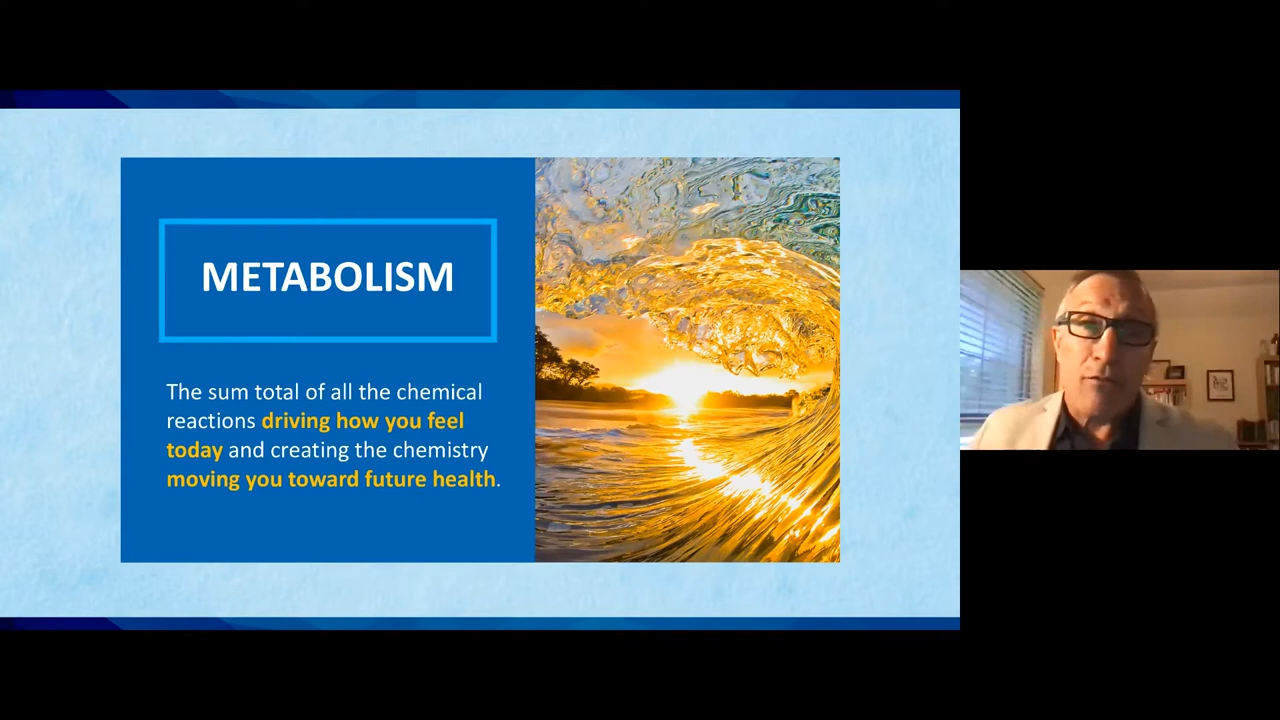 METABOLISM
The sum total of all the chemical
reactions driving how you feel
today and creating the chemistry
moving you toward future health.